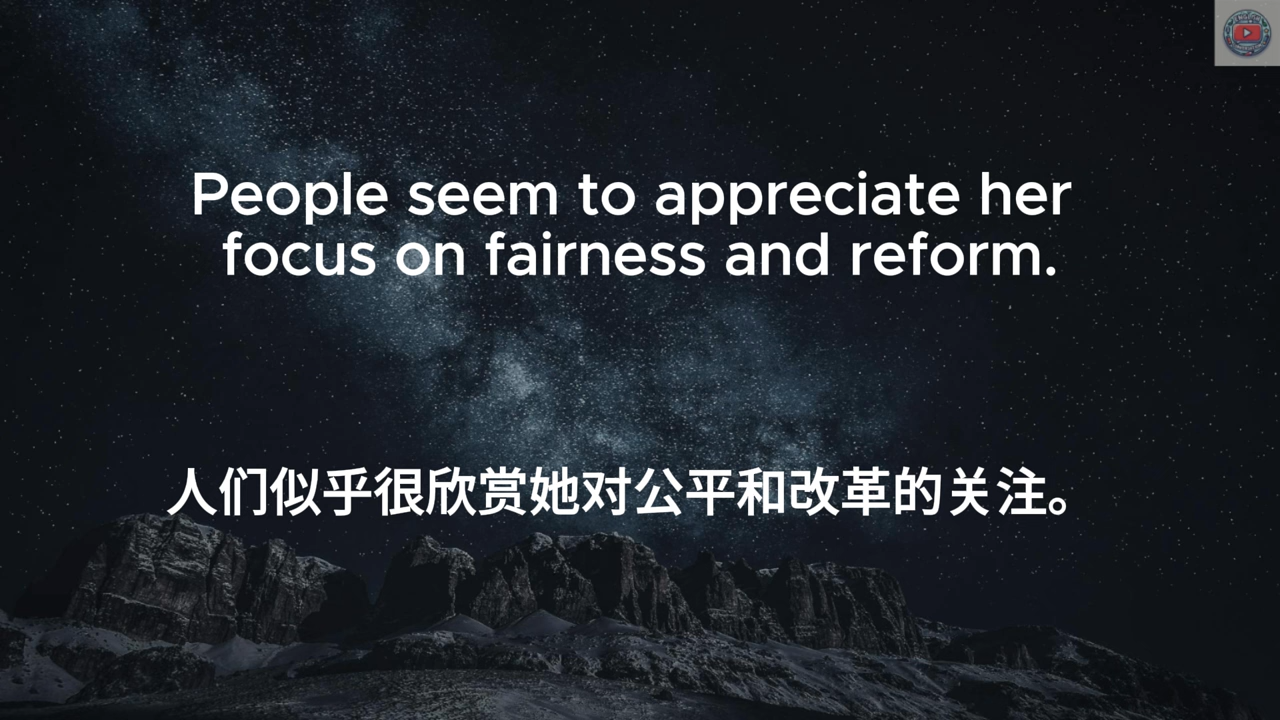 People seem to appreciate her
focus on fairness and reform.
人们似乎很欣赏她对公平和改革的关注。